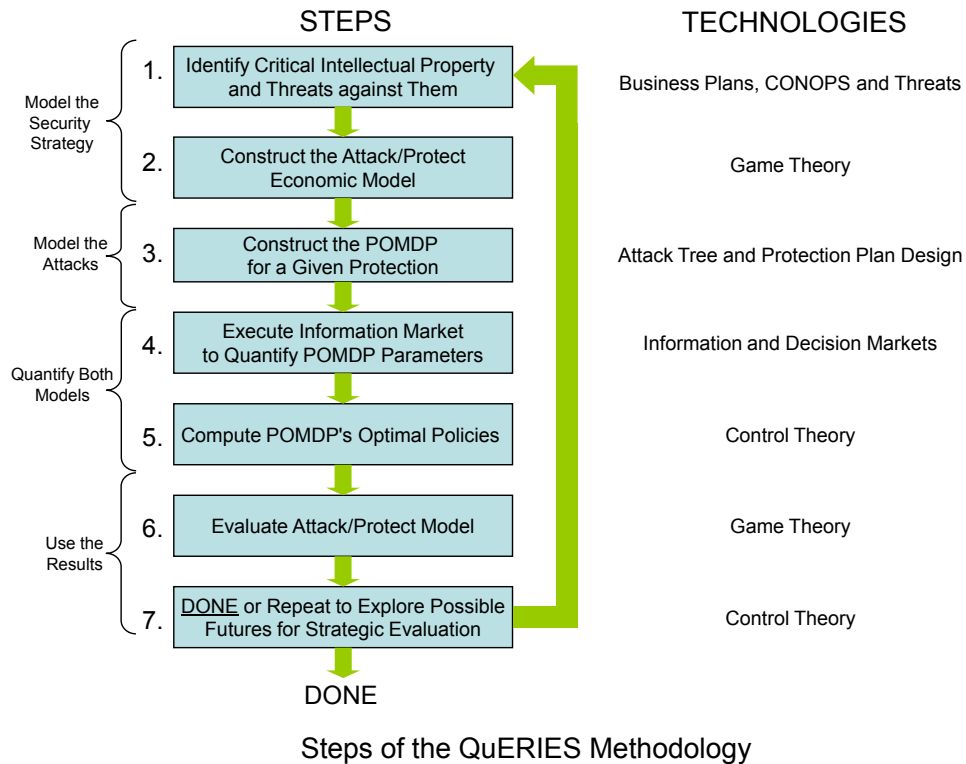 STEPS
TECHNOLOGIES
Model the
Security
Strategy
1.
Identify Critical Intellectual Property
and Threats against Them
Business Plans, CONOPS and Threats
2.
Construct the Attack/Protect
Economic Model
Game Theory
Model the
Attacks
3.
Construct the POMDP
for a Given Protection
Attack Tree and Protection Plan Design
Quantify Both
Models
4.
Execute Information Market
to Quantify POMDP Parameters
Information and Decision Markets
5.
Compute POMDP's Optimal Policies
Control Theory
Use the
Results
6.
Evaluate Attack/Protect Model
Game Theory
7.
DONE or Repeat to Explore Possible
Futures for Strategic Evaluation
Control Theory
DONE
Steps of the QuERIES Methodology